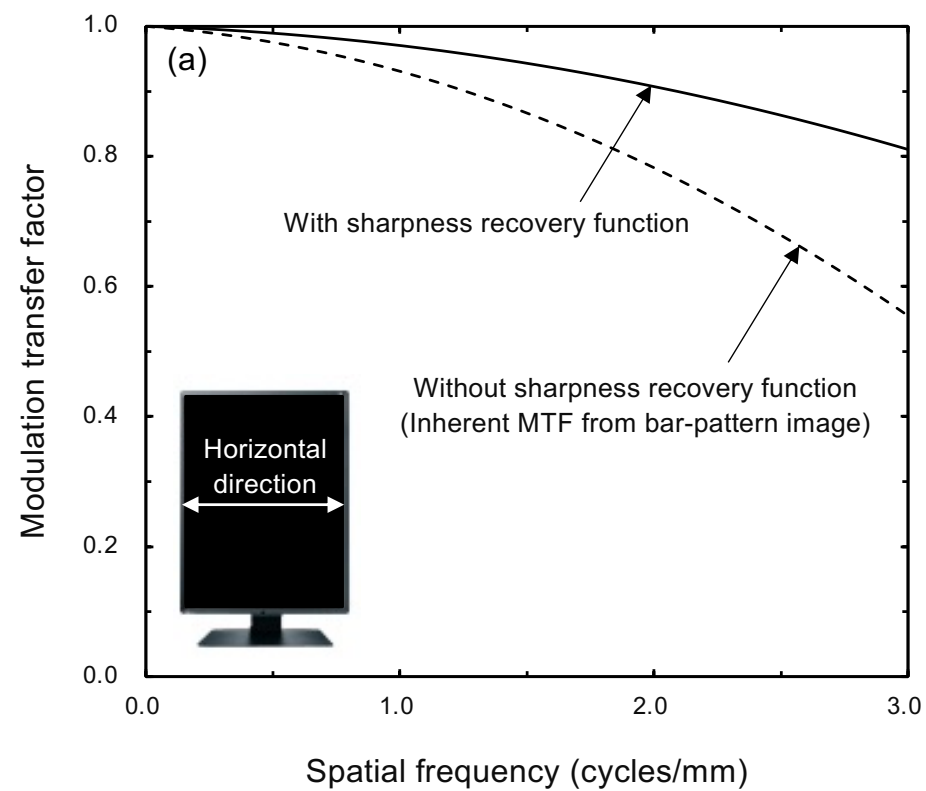 (a)
1.0
0.8
0.6
0.4
0.2
0.0
Modulation transfer factor
With sharpness recovery function
Without sharpness recovery function
(Inherent MTF from bar-pattern image)
Horizontal
direction
0.0 1.0 2.0 3.0
Spatial frequency (cycles/mm)